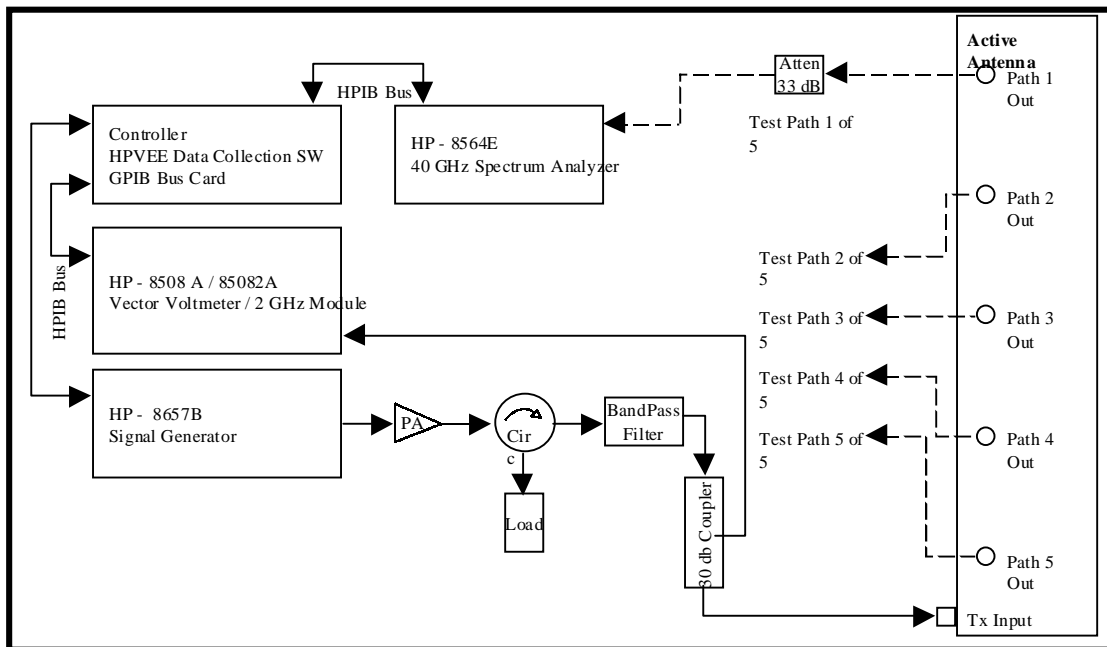 Active
Antenna
Atten
33 dB
Path 1
Out
HPIB Bus
Test Path 1 of
5
Controller
HPVEE Data Collection SW
GPIB Bus Card
HP - 8564E
40 GHz Spectrum Analyzer
Path 2
Out
Test Path 2 of
5
HPIB Bus
HP - 8508 A / 85082A
Vector Voltmeter / 2 GHz Module
Test Path 3 of
5
Path 3
Out
Test Path 4 of
5
HP - 8657B
Signal Generator
PA
Cir
c
BandPass
Filter
Test Path 5 of
5
Path 4
Out
Load
30 db Coupler
Path 5
Out
Tx Input